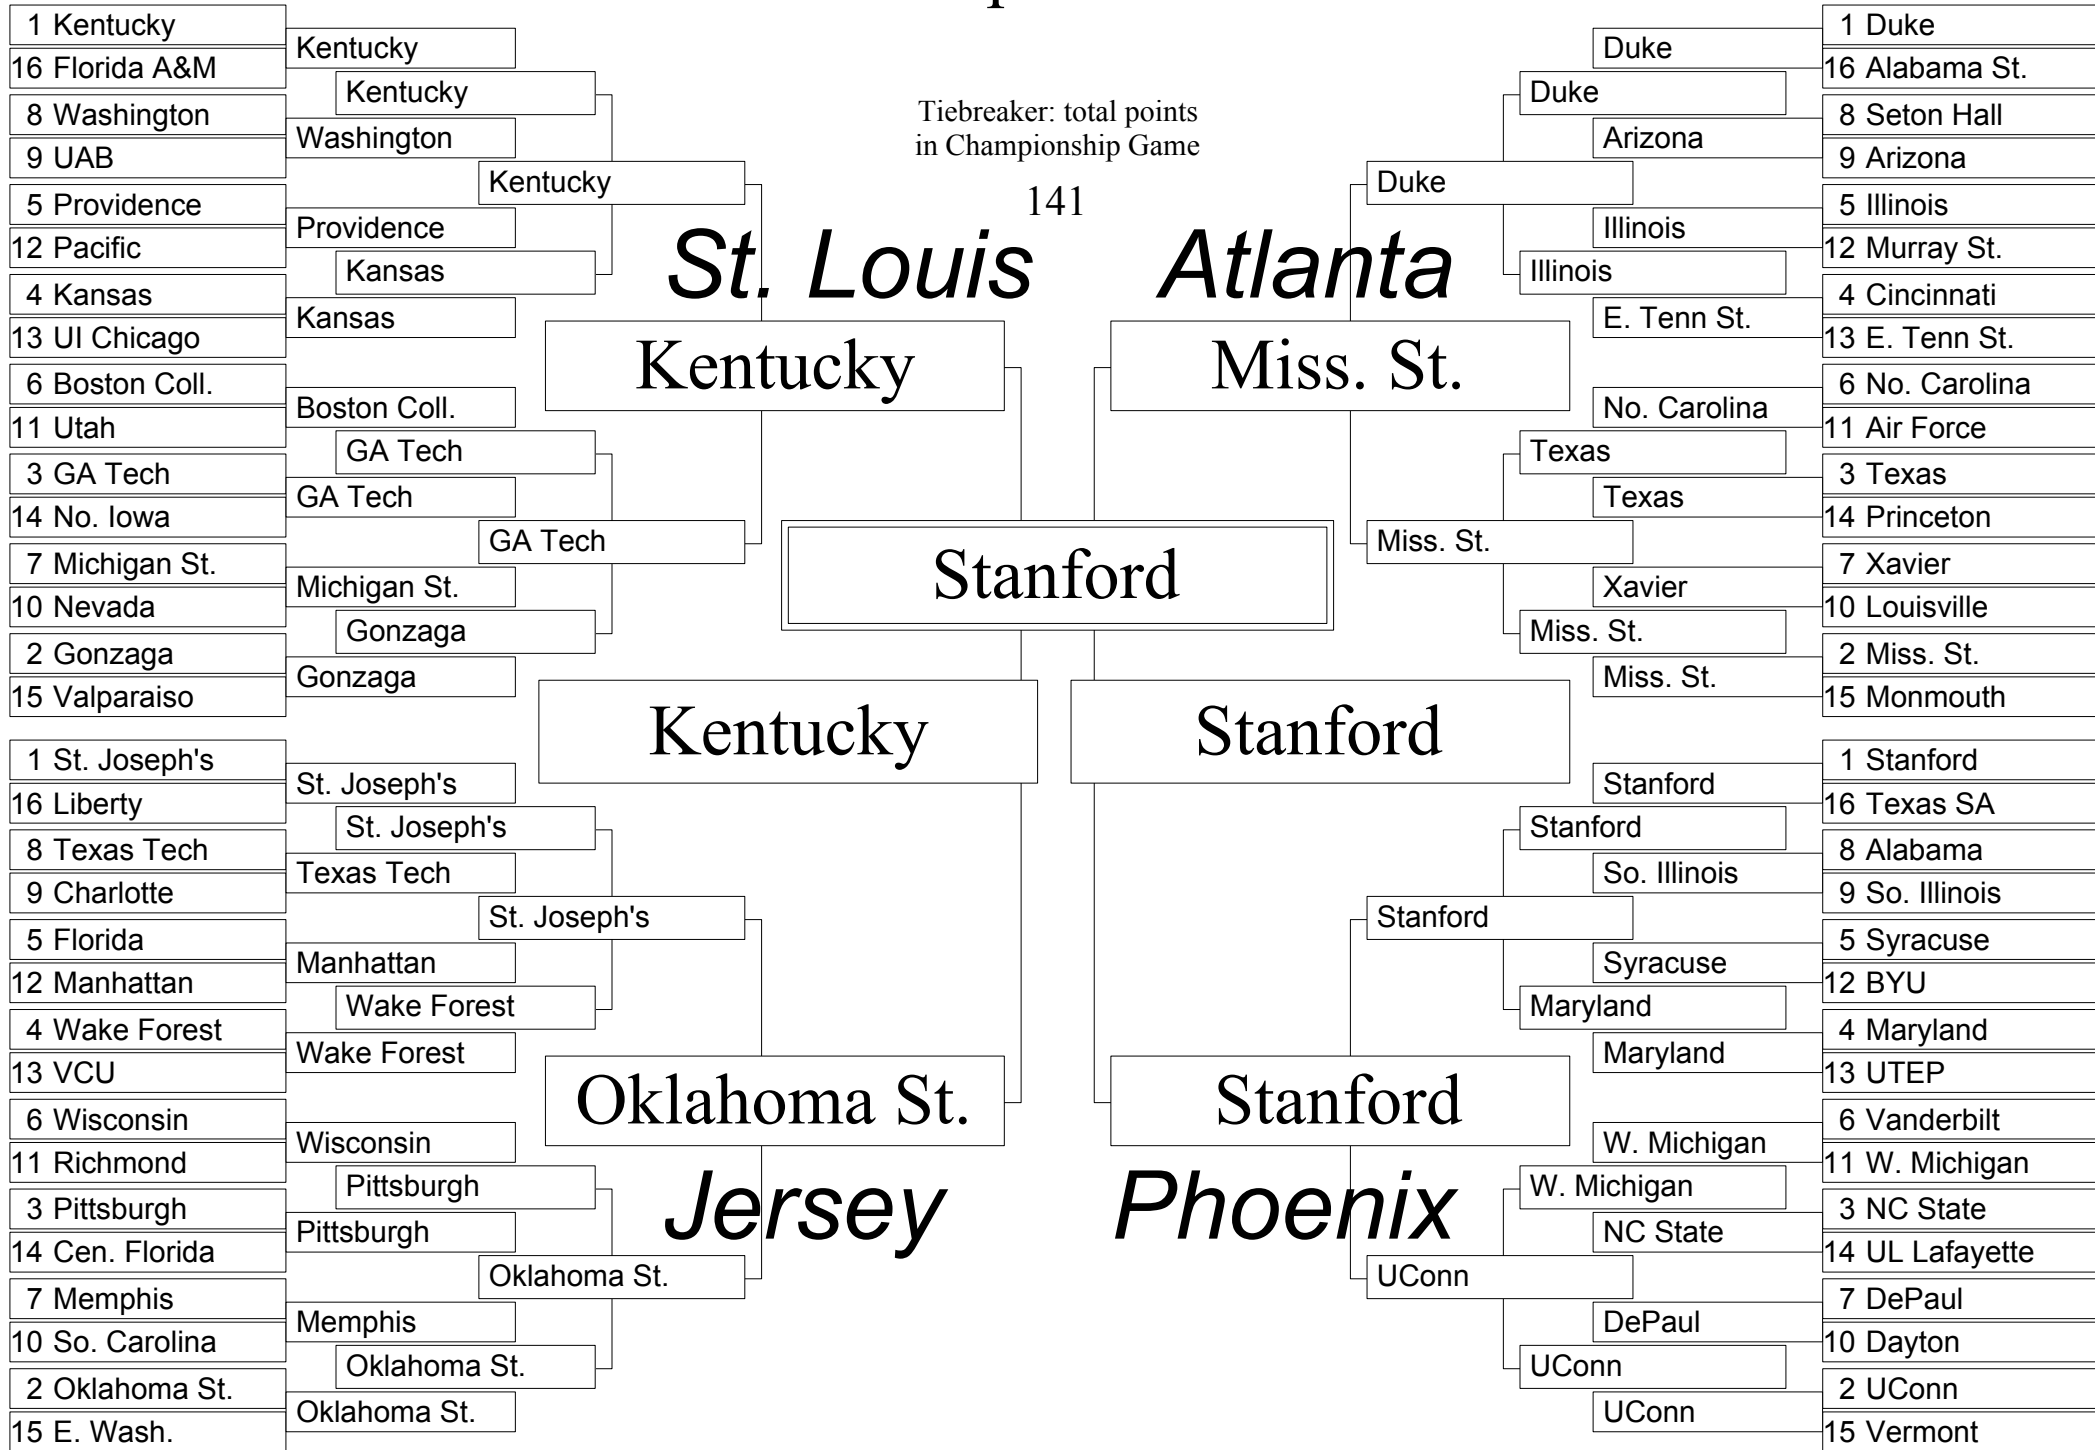 1 Kentucky
16 Florida A&M
8 Washington
9 UAB
5 Providence
12 Pacific
4 Kansas
13 UI Chicago
6 Boston Coll.
11 Utah
3 GA Tech
14 No. Iowa
7 Michigan St.
10 Nevada
2 Gonzaga
15 Valparaiso
Kentucky
Washington
Providence
Kansas
Boston Coll.
GA Tech
Michigan St.
Gonzaga
Kentucky
Kansas
GA Tech
Gonzaga
Kentucky
GA Tech
St. Louis
Kentucky
1 St. Joseph's
16 Liberty
8 Texas Tech
9 Charlotte
5 Florida
12 Manhattan
4 Wake Forest
13 VCU
6 Wisconsin
11 Richmond
3 Pittsburgh
14 Cen. Florida
7 Memphis
10 So. Carolina
2 Oklahoma St.
15 E. Wash.
St. Joseph's
Texas Tech
Manhattan
Wake Forest
Wisconsin
Pittsburgh
Memphis
Oklahoma St.
St. Joseph's
Wake Forest
Pittsburgh
Oklahoma St.
St. Joseph's
Oklahoma St.
Oklahoma St.
Jersey
Tiebreaker: total points
in Championship Game
141
Stanford
Kentucky
Stanford
Atlanta
Miss. St.
Duke
Miss. St.
Duke
Illinois
Texas
Miss. St.
Duke
Arizona
Illinois
E. Tenn St.
No. Carolina
Texas
Xavier
Miss. St.
1 Duke
16 Alabama St.
8 Seton Hall
9 Arizona
5 Illinois
12 Murray St.
4 Cincinnati
13 E. Tenn St.
6 No. Carolina
11 Air Force
3 Texas
14 Princeton
7 Xavier
10 Louisville
2 Miss. St.
15 Monmouth
Stanford
Phoenix
Stanford
UConn
Stanford
Maryland
W. Michigan
UConn
Stanford
So. Illinois
Syracuse
Maryland
W. Michigan
NC State
DePaul
UConn
1 Stanford
16 Texas SA
8 Alabama
9 So. Illinois
5 Syracuse
12 BYU
4 Maryland
13 UTEP
6 Vanderbilt
11 W. Michigan
3 NC State
14 UL Lafayette
7 DePaul
10 Dayton
2 UConn
15 Vermont